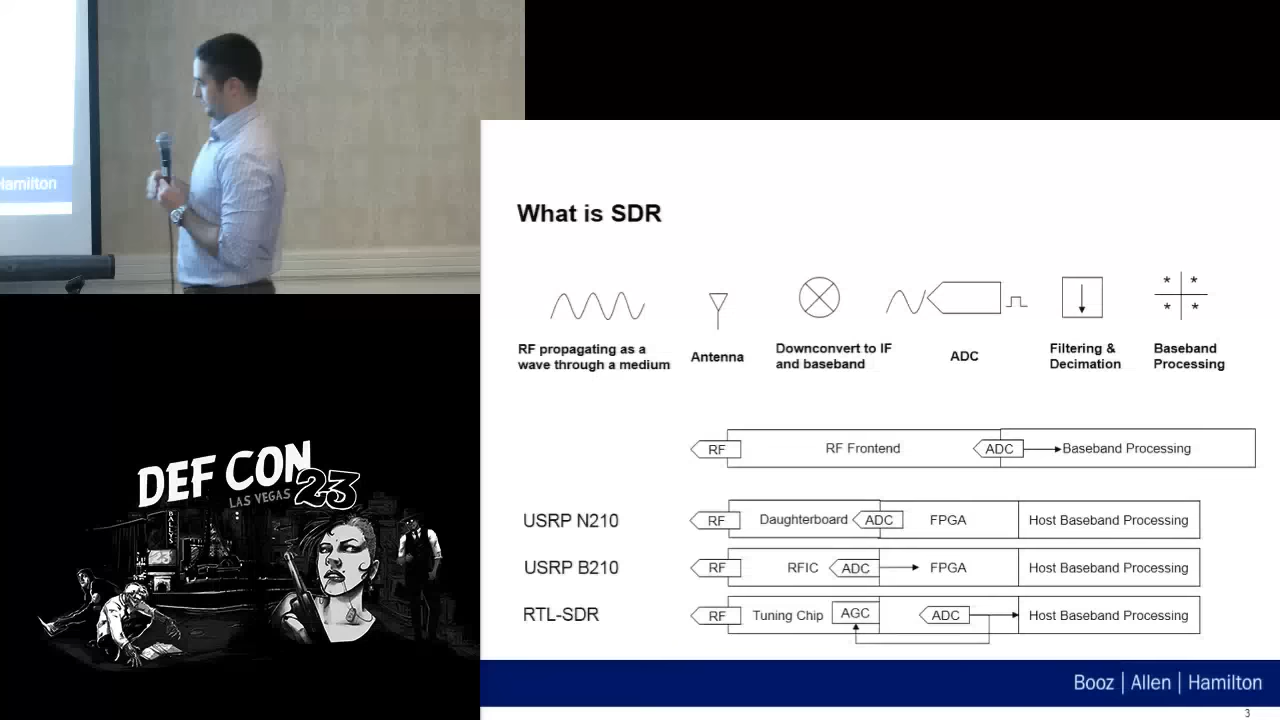 Hamilton
What is SDR
* *
* *
RF propagating as a
wave through a medium
Antenna
Downconvert to IF
and baseband
ADC
Filtering &
Decimation
Baseband
Processing
RF RF Frontend ADC Baseband Processing
USRP N210 RF Daughterboard ADC FPGA Host Baseband Processing
USRP B210 RF RFIC ADC FPGA Host Baseband Processing
RTL-SDR RF Tuning Chip AGC ADC Host Baseband Processing
DEF CON
LAS VEGAS 23
BALLY'S
Booz | Allen | Hamilton
3